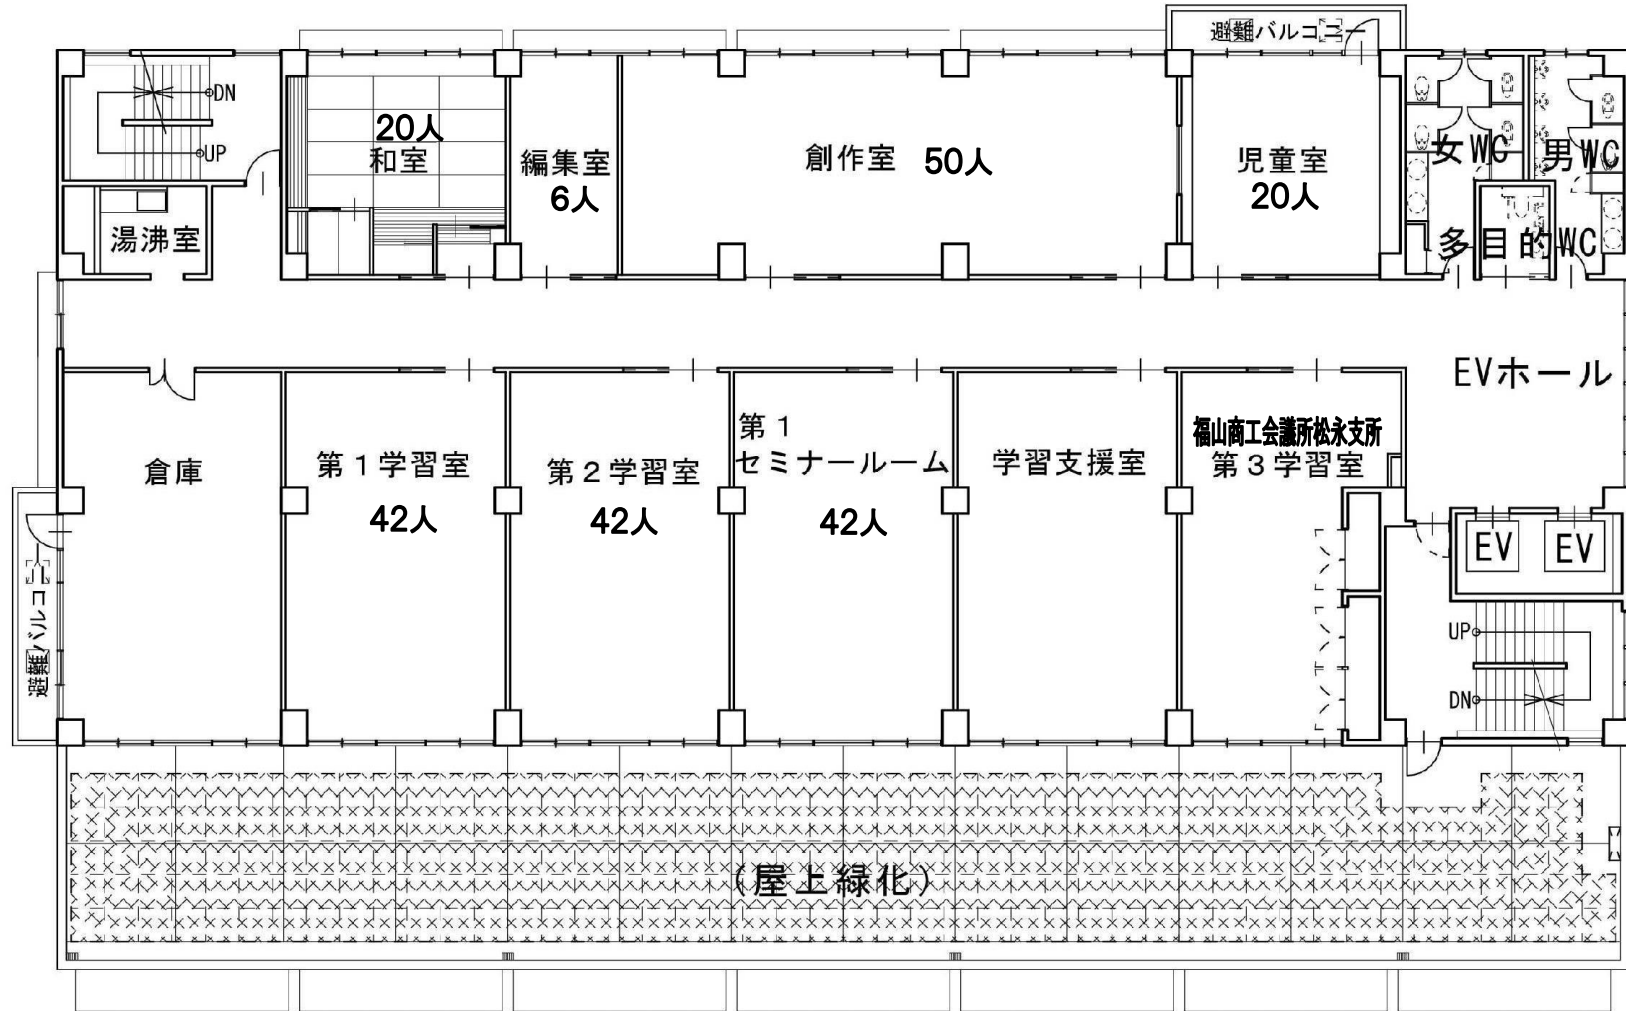 避難バルコニー
DN
UP
20人
和室
編集室
6人
創作室 50人
児童室
20人
女WC
男WC
多目的WC
湯沸室
EVホール
倉庫
第1学習室
42人
第2学習室
42人
第1
セミナールーム
42人
学習支援室
福山商工会議所松永支所
第3学習室
EV
EV
UP
DN
避難バルコニー
(屋上緑化)